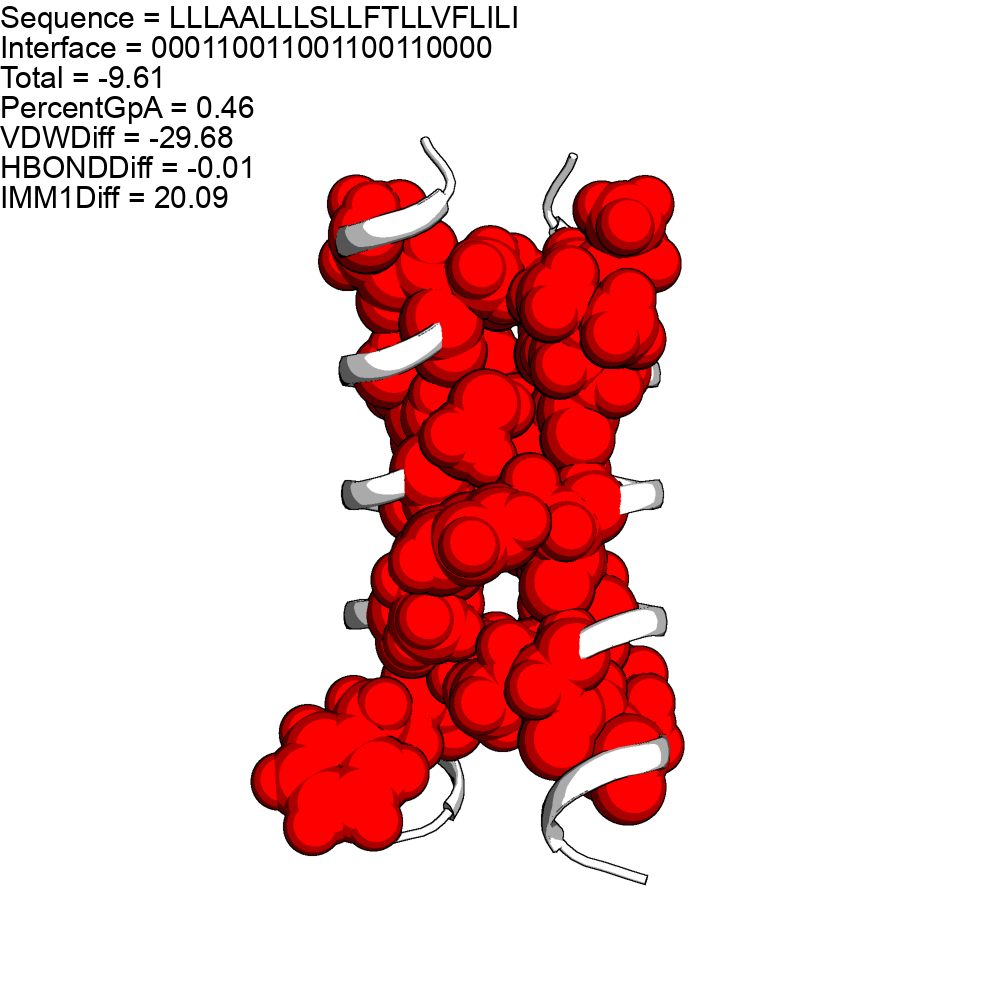 Sequence = LLLAALLLSLLFTLLVFLILI
Interface = 000110011001100110000
Total = -9.61
PercentGpA = 0.46
VDWDiff = -29.68
HBONDDiff = -0.01
IMM1Diff = 20.09